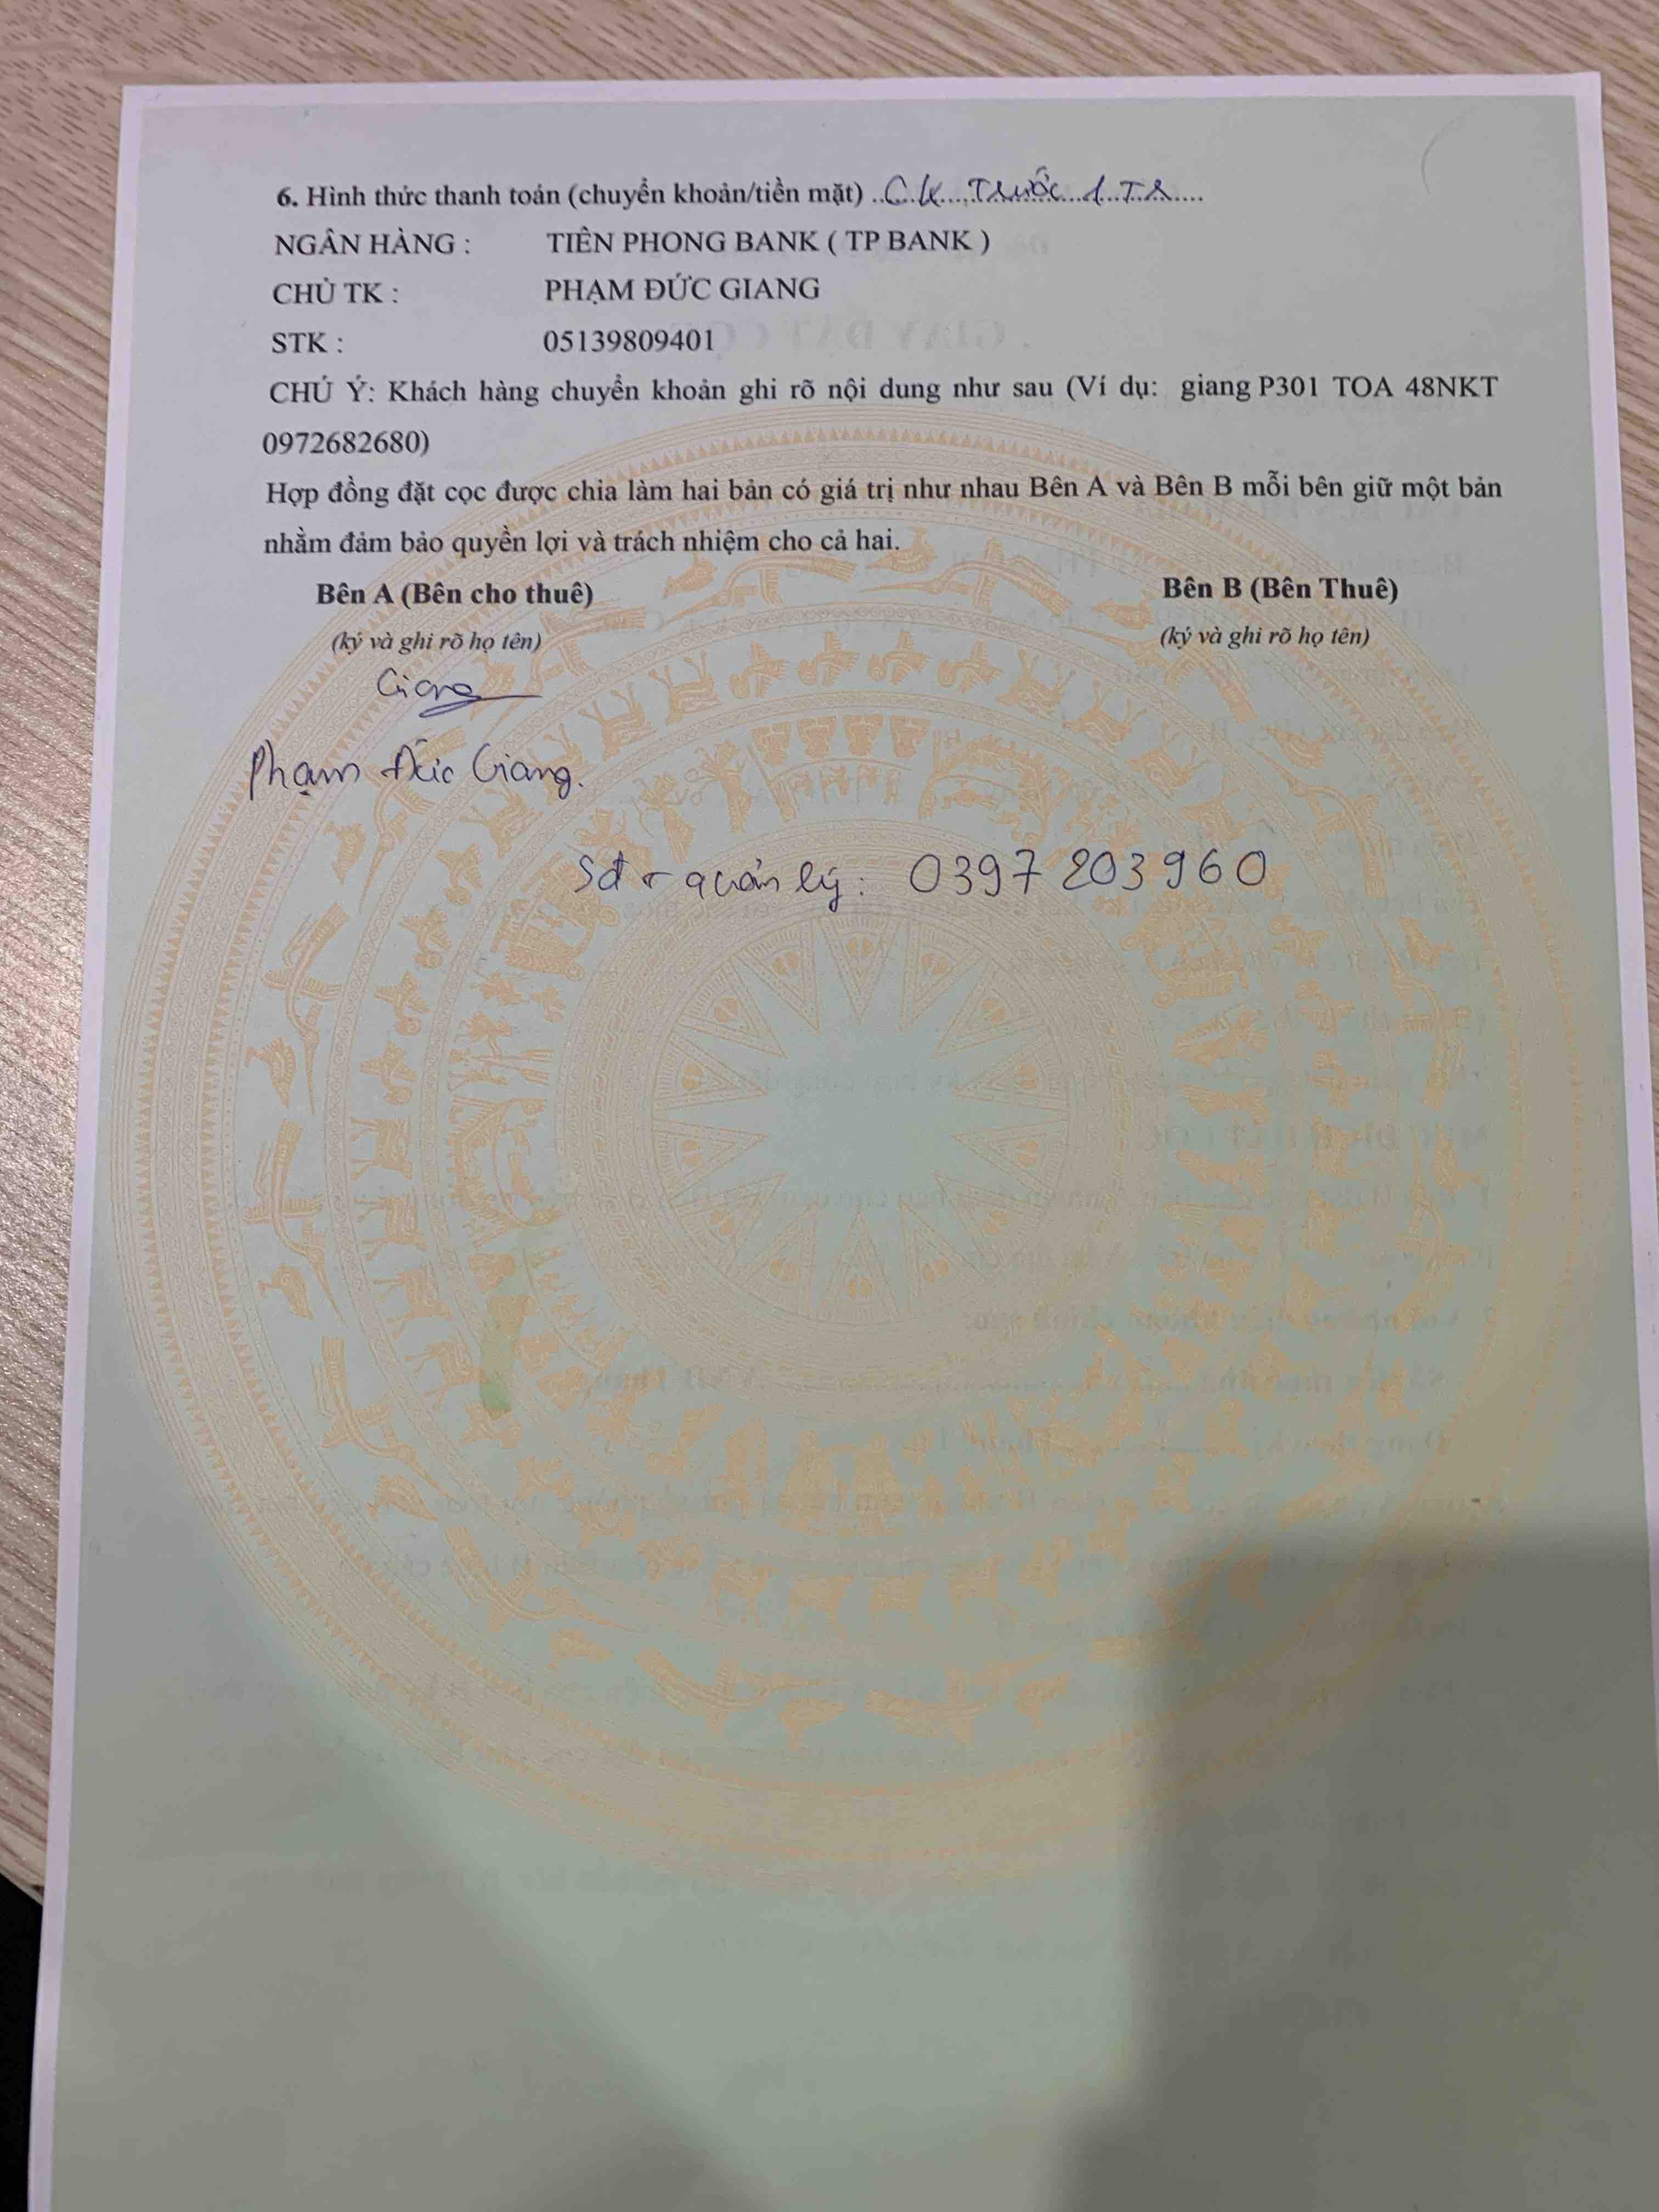 6. Hình thức thanh toán (chuyển khoản/tiền mặt) ..CK...Trước...1..TR....
NGÂN HÀNG : TIÊN PHONG BANK ( TP BANK )
CHỦ TK : PHẠM ĐỨC GIANG
STK : 05139809401
CHÚ Ý: Khách hàng chuyển khoản ghi rõ nội dung như sau (Ví dụ: giang P301 TOA 48NKT
0972682680)
Hợp đồng đặt cọc được chia làm hai bản có giá trị như nhau Bên A và Bên B mỗi bên giữ một bản
nhằm đảm bảo quyền lợi và trách nhiệm cho cả hai.
Bên A (Bên cho thuê) Bên B (Bên Thuê)
(ký và ghi rõ họ tên) (ký và ghi rõ họ tên)
Giang
Phạm Đức Giang.
Sđt quản lý: 0397203960